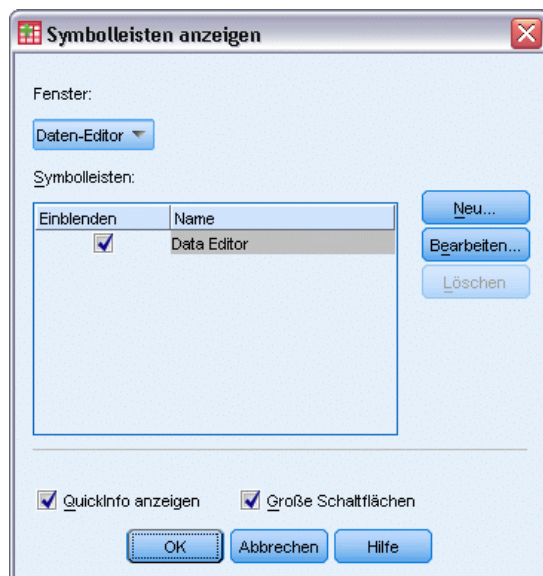 Symbolleisten anzeigen
Fenster:
Daten-Editor
Symbolleisten:
Einblenden Name
Data Editor
Neu...
Bearbeiten...
Löschen
QuickInfo anzeigen Große Schaltflächen
OK Abbrechen Hilfe